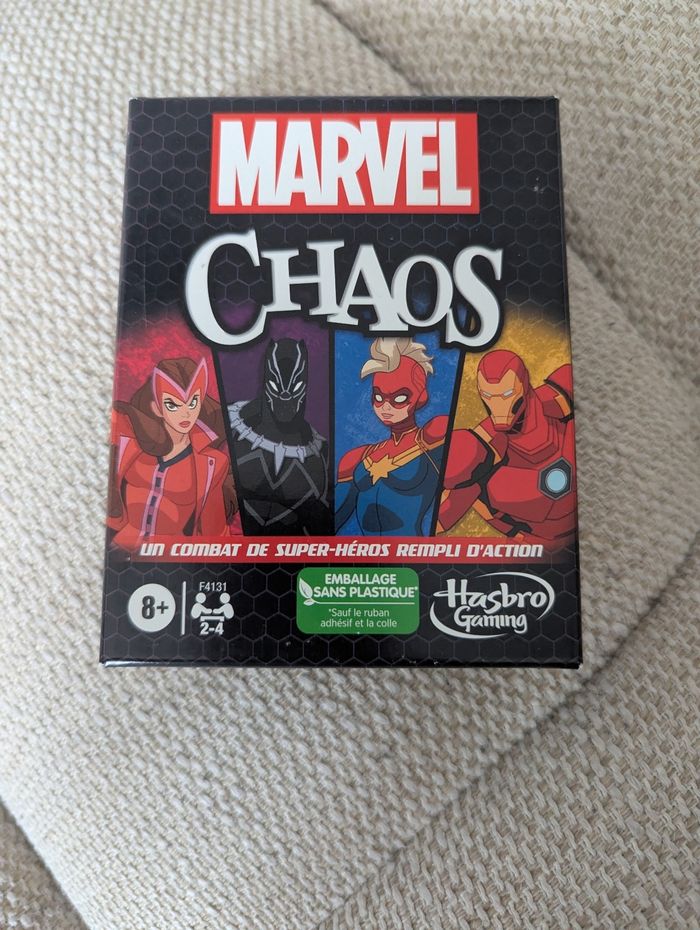 MARVEL
CHAOS
UN COMBAT DE SUPER-HÉROS REMPLI D'ACTION
8+
F4131
2-4
EMBALLAGE
SANS PLASTIQUE*
*Sauf le ruban
adhésif et la colle
Hasbro
Gaming